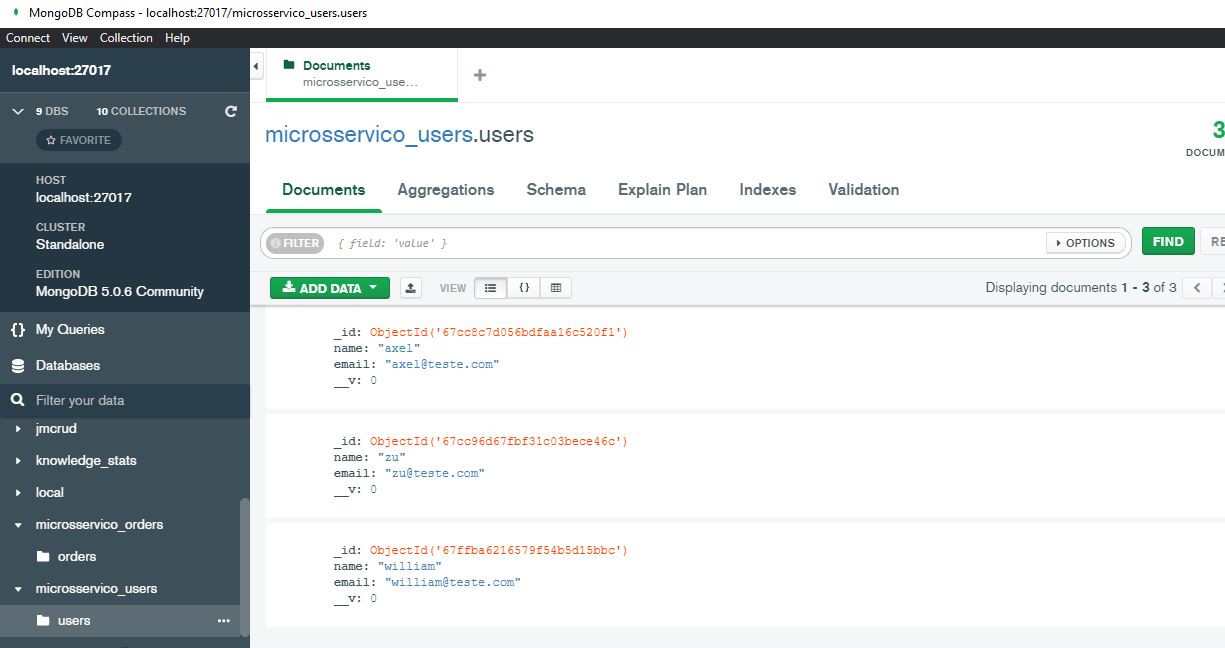 MongoDB Compass - localhost:27017/microsservico_users.users
Connect View Collection Help
localhost:27017
9 DBS 10 COLLECTIONS
FAVORITE
HOST
localhost:27017
CLUSTER
Standalone
EDITION
MongoDB 5.0.6 Community
{} My Queries
Databases
Filter your data
jmcrud
knowledge_stats
local
microsservico_orders
orders
microsservico_users
users ...
Documents
microsservico_use...
+
microsservico_users.users
3
DOCUM
Documents Aggregations Schema Explain Plan Indexes Validation
FILTER { field: 'value' } OPTIONS FIND RE
ADD DATA VIEW {} Displaying documents 1 - 3 of 3
_id: ObjectId('67cc8c7d056bdfaa16c520f1')
name: "axel"
email: "axel@teste.com"
__v: 0
_id: ObjectId('67cc96d67fbf31c03bece46c')
name: "zu"
email: "zu@teste.com"
__v: 0
_id: ObjectId('67ffba6216579f54b5d15bbc')
name: "william"
email: "william@teste.com"
__v: 0